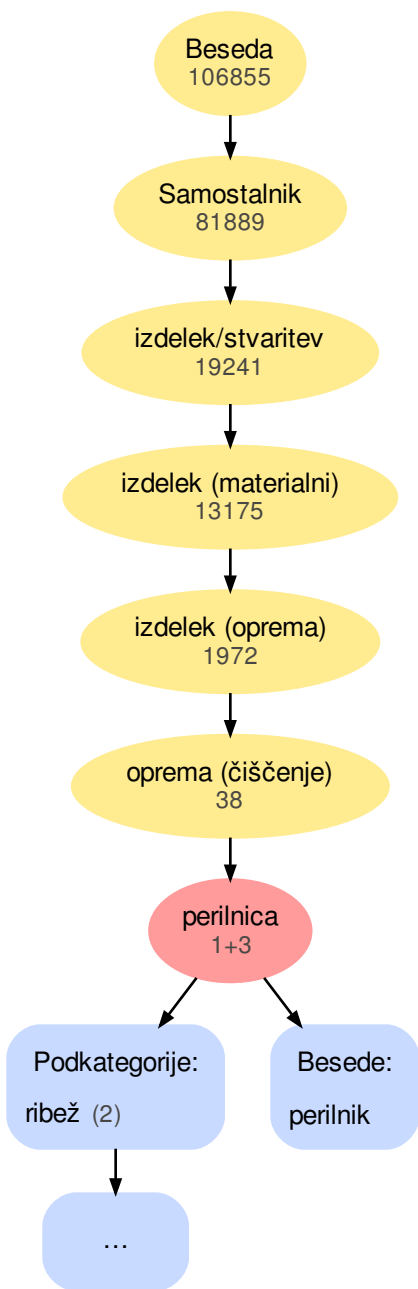 Beseda
106855
Samostalnik
81889
izdelek/stvaritev
19241
izdelek (materialni)
13175
izdelek (oprema)
1972
oprema (čiščenje)
38
perilnica
1+3
Podkategorije:
ribež (2)
Besede:
perilnik
…